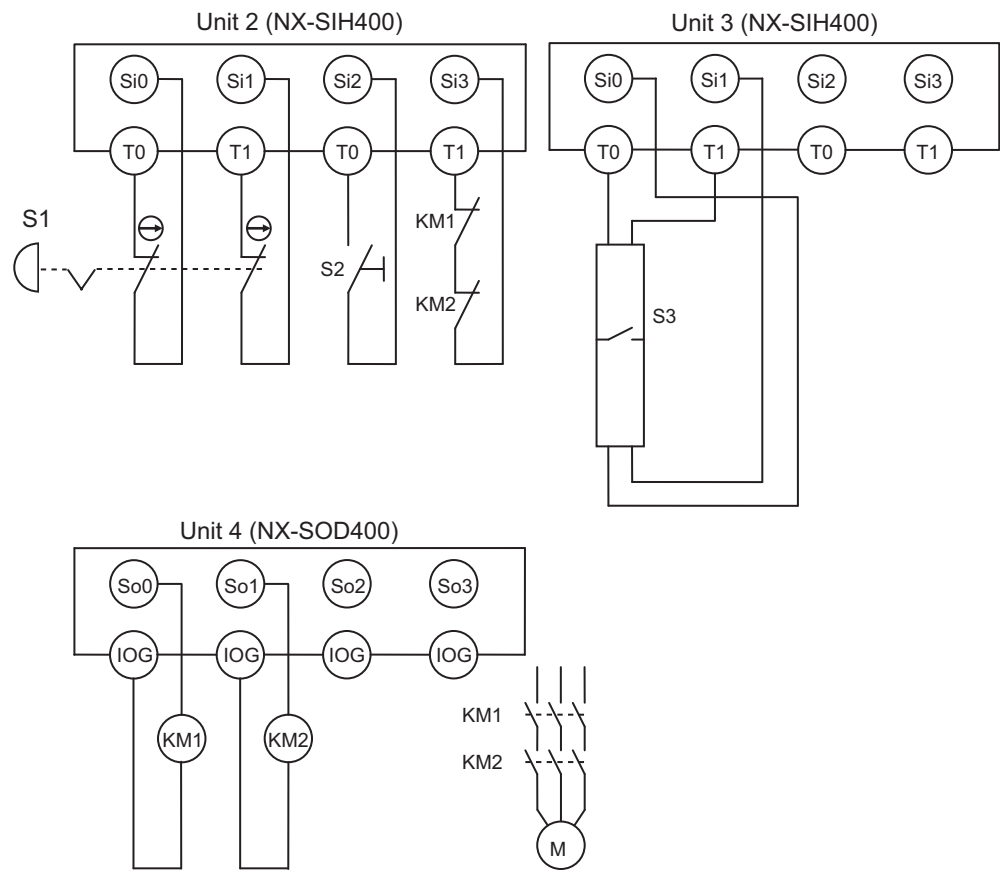 Unit 2 (NX-SIH400)
Unit 3 (NX-SIH400)
Si0 Si1 Si2 Si3
Si0 Si1 Si2 Si3
T0 T1 T0 T1
T0 T1 T0 T1
S1
KM1
S2
KM2
S3
Unit 4 (NX-SOD400)
So0 So1 So2 So3
IOG IOG IOG IOG
KM1 KM2
KM1
KM2
M